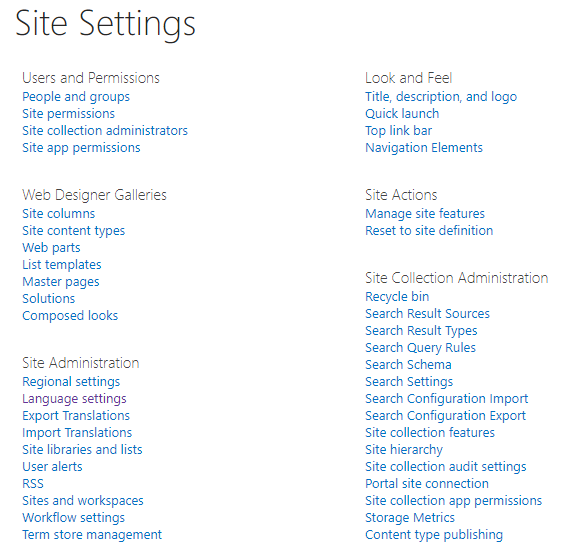 Site Settings
Users and Permissions
People and groups
Site permissions
Site collection administrators
Site app permissions
Web Designer Galleries
Site columns
Site content types
Web parts
List templates
Master pages
Solutions
Composed looks
Site Administration
Regional settings
Language settings
Export Translations
Import Translations
Site libraries and lists
User alerts
RSS
Sites and workspaces
Workflow settings
Term store management
Look and Feel
Title, description, and logo
Quick launch
Top link bar
Navigation Elements
Site Actions
Manage site features
Reset to site definition
Site Collection Administration
Recycle bin
Search Result Sources
Search Result Types
Search Query Rules
Search Schema
Search Settings
Search Configuration Import
Search Configuration Export
Site collection features
Site hierarchy
Site collection audit settings
Portal site connection
Site collection app permissions
Storage Metrics
Content type publishing